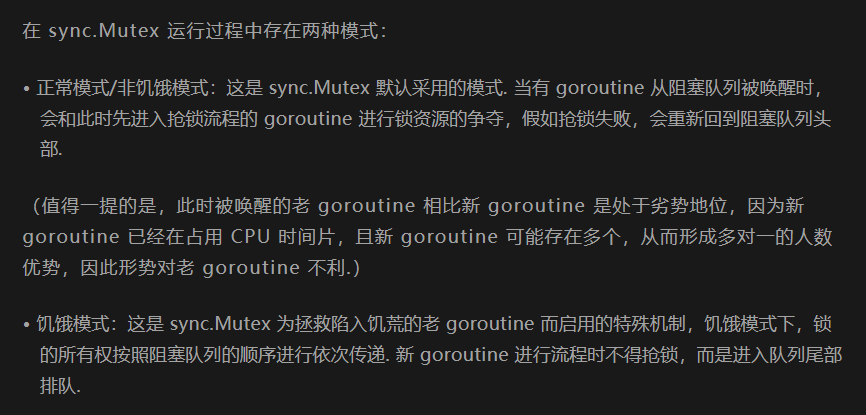 在 sync.Mutex 运行过程中存在两种模式：
• 正常模式/非饥饿模式：这是 sync.Mutex 默认采用的模式. 当有 goroutine 从阻塞队列被唤醒时，
会和此时先进入抢锁流程的 goroutine 进行锁资源的争夺，假如抢锁失败，会重新回到阻塞队列头
部.
（值得一提的是，此时被唤醒的老 goroutine 相比新 goroutine 是处于劣势地位，因为新
goroutine 已经在占用 CPU 时间片，且新 goroutine 可能存在多个，从而形成多对一的人数
优势，因此形势对老 goroutine 不利.）
• 饥饿模式：这是 sync.Mutex 为拯救陷入饥荒的老 goroutine 而启用的特殊机制，饥饿模式下，锁
的所有权按照阻塞队列的顺序进行依次传递. 新 goroutine 进行流程时不得抢锁，而是进入队列尾部
排队.